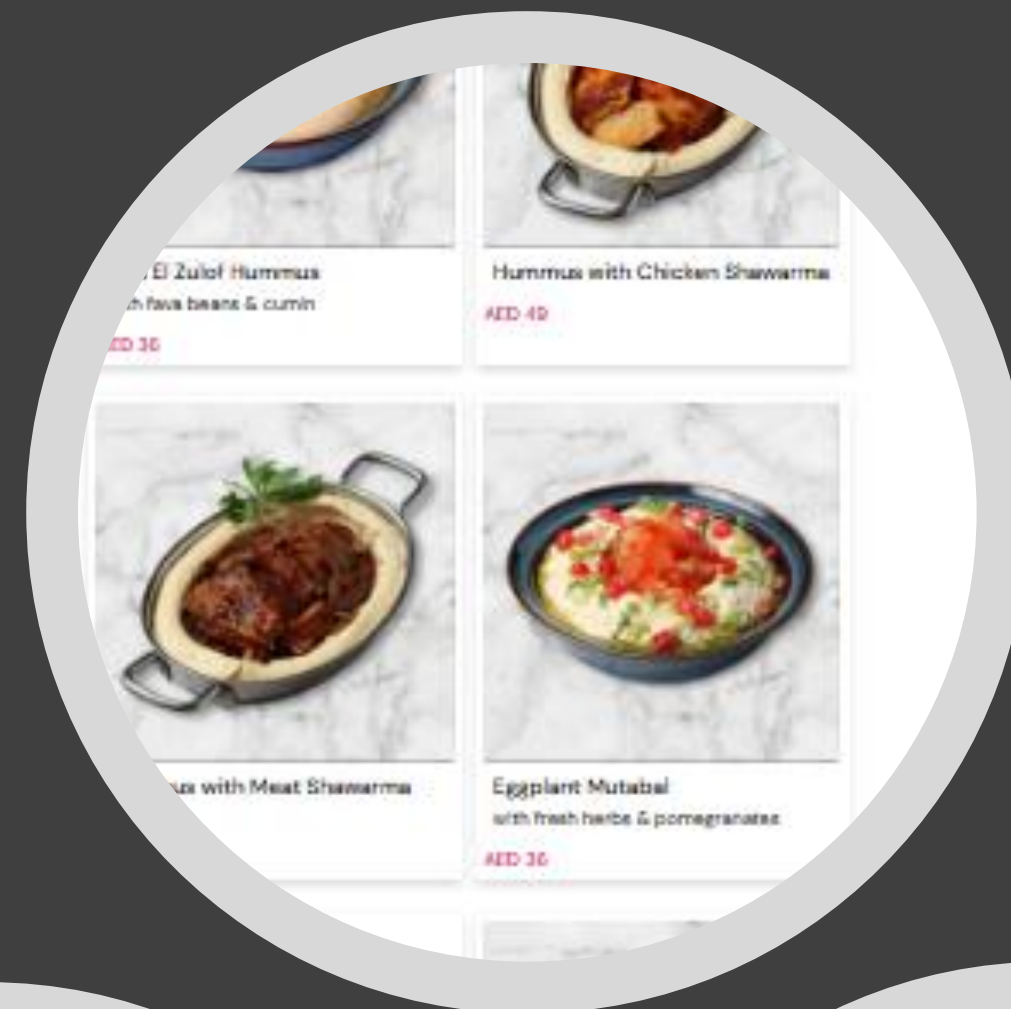 El Zulof Hummus
Hummus with Chicken Shawarma
fava beans & cumin
AED 49
36
with Meat Shawarma
Eggplant Mutabal
with fresh herbs & pomegranates
AED 36